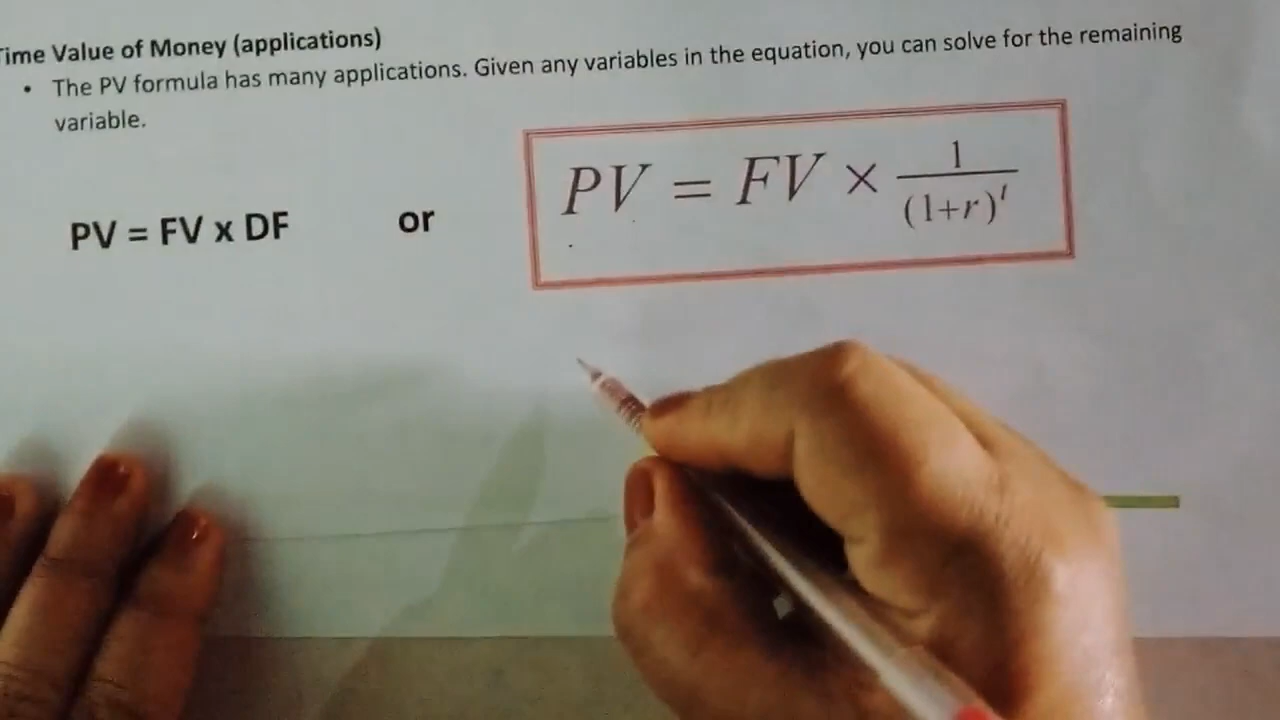 Time Value of Money (applications)
• The PV formula has many applications. Given any variables in the equation, you can solve for the remaining
variable.
PV = FV x DF or PV = FV × 1/(1+r)^t